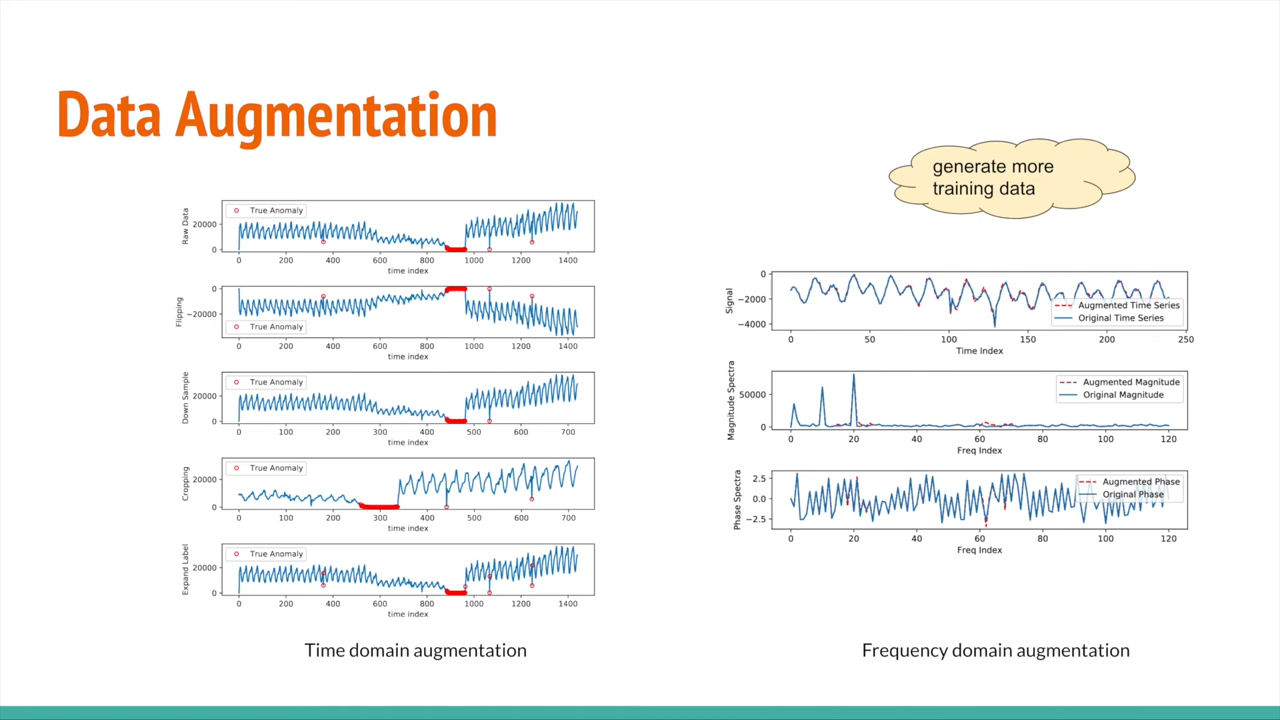 Data Augmentation
generate more
training data
Raw Data
True Anomaly
20000
0
0 200 400 600 800 1000 1200 1400
time index
Flipping
0
−20000
True Anomaly
0 200 400 600 800 1000 1200 1400
time index
Down Sample
True Anomaly
20000
0
0 100 200 300 400 500 600 700
time index
Cropping
True Anomaly
20000
0
0 100 200 300 400 500 600 700
time index
Expand Label
True Anomaly
20000
0
0 200 400 600 800 1000 1200 1400
time index
Time domain augmentation
Signal
0
−2000
−4000
Augmented Time Series
Original Time Series
0 50 100 150 200 250
Time Index
Magnitude Spectra
50000
0
Augmented Magnitude
Original Magnitude
0 20 40 60 80 100 120
Freq Index
Phase Spectra
2.5
0.0
−2.5
Augmented Phase
Original Phase
0 20 40 60 80 100 120
Freq Index
Frequency domain augmentation